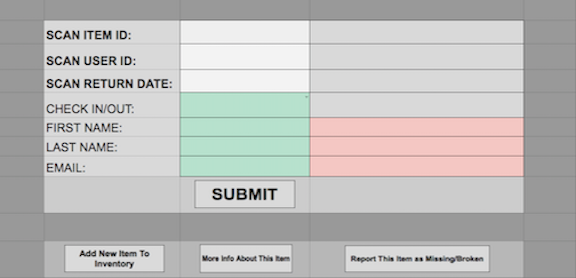 SCAN ITEM ID:
SCAN USER ID:
SCAN RETURN DATE:
CHECK IN/OUT:
FIRST NAME:
LAST NAME:
EMAIL:
SUBMIT
Add New Item To
Inventory
More Info About This Item
Report This Item as Missing/Broken